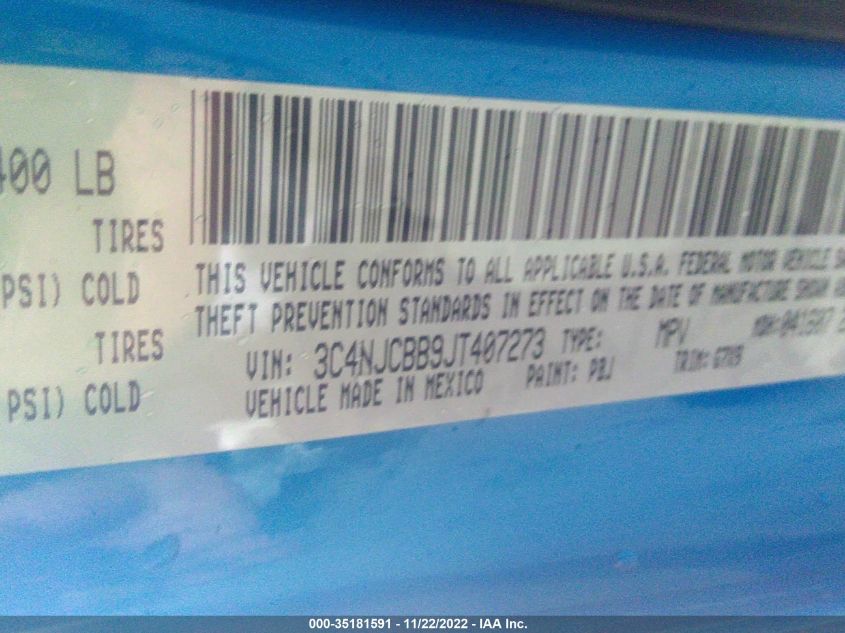 400 LB
TIRES
PSI) COLD
TIRES
PSI) COLD
THIS VEHICLE CONFORMS TO ALL APPLICABLE U.S.A. FEDERAL MOTOR VEHICLE
THEFT PREVENTION STANDARDS IN EFFECT ON THE DATE OF MANUFACTURE SHOWN
VIN: 3C4NJCBB9JT407273 TYPE: MPV
VEHICLE MADE IN MEXICO PAINT: PBJ TRIM:
000-35181591 - 11/22/2022 - IAA Inc.